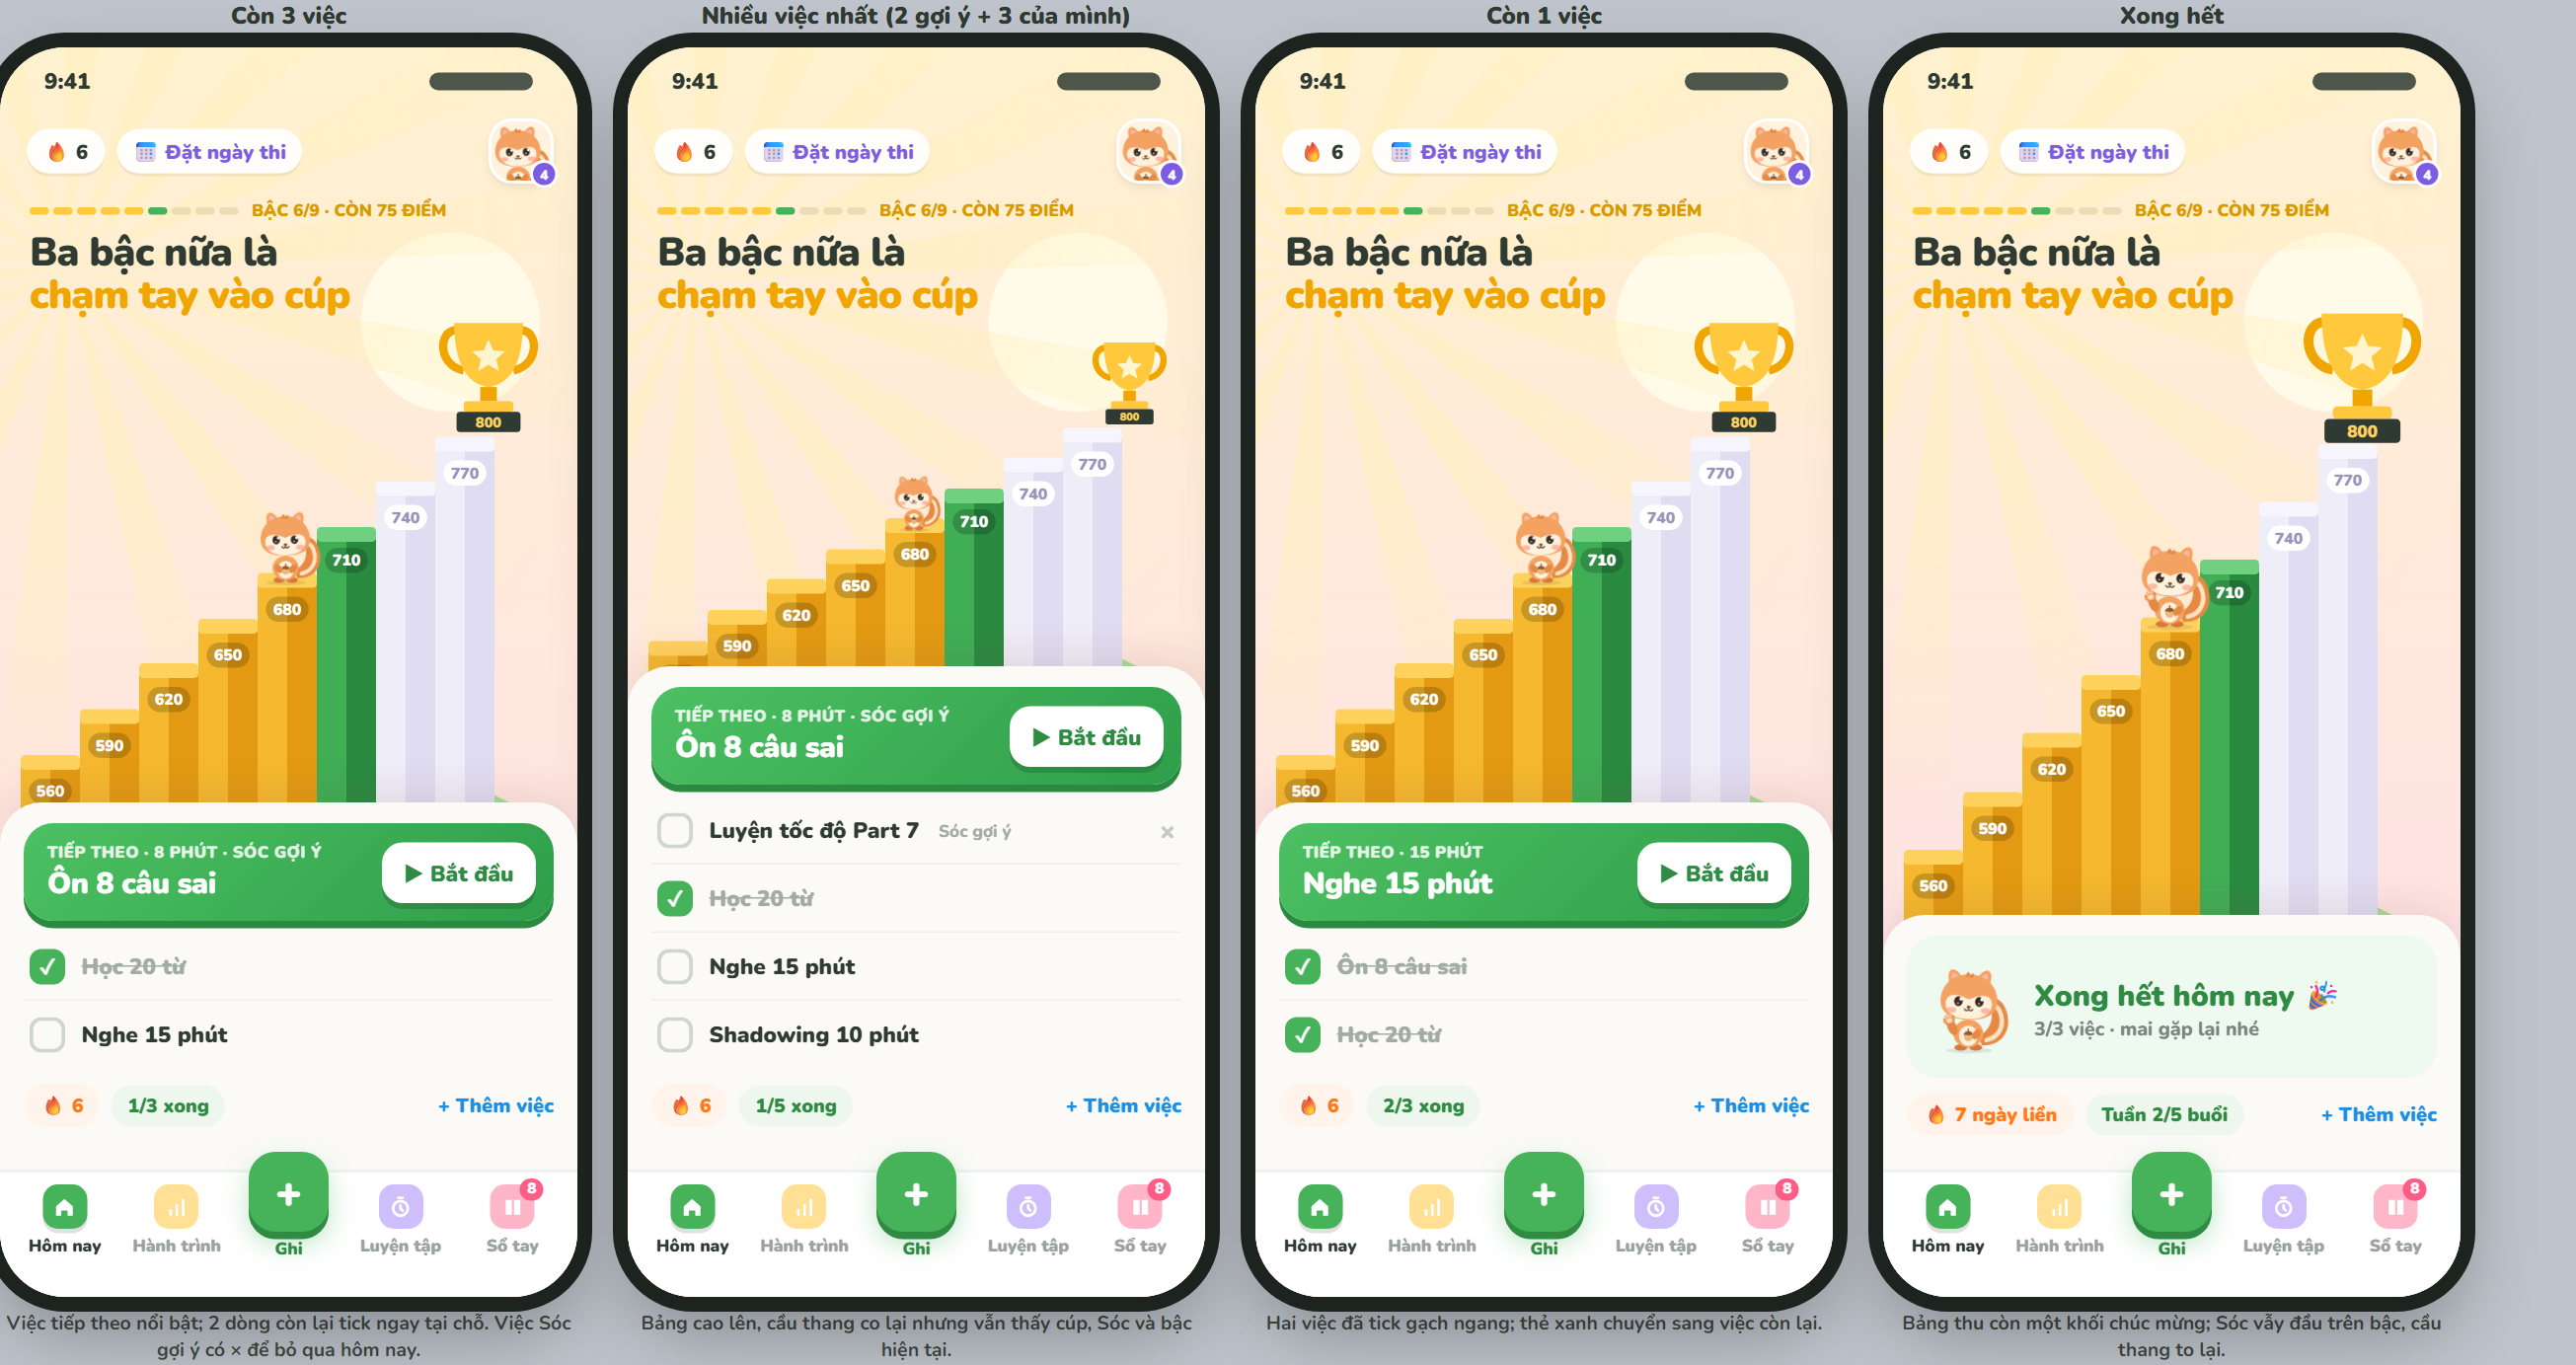 Còn 3 việc
9:41
6
Đặt ngày thi
4
BẬC 6/9 · CÒN 75 ĐIỂM
Ba bậc nữa là
chạm tay vào cúp
800
770
740
710
680
650
620
590
560
TIẾP THEO · 8 PHÚT · SÓC GỢI Ý
Ôn 8 câu sai
▶ Bắt đầu
Học 20 từ
Nghe 15 phút
6
1/3 xong
+ Thêm việc
8
Hôm nay
Hành trình
Ghi
Luyện tập
Sổ tay
Việc tiếp theo nổi bật; 2 dòng còn lại tick ngay tại chỗ. Việc Sóc
gợi ý có × để bỏ qua hôm nay.
Nhiều việc nhất (2 gợi ý + 3 của mình)
9:41
6
Đặt ngày thi
4
BẬC 6/9 · CÒN 75 ĐIỂM
Ba bậc nữa là
chạm tay vào cúp
800
770
740
710
680
650
620
590
TIẾP THEO · 8 PHÚT · SÓC GỢI Ý
Ôn 8 câu sai
▶ Bắt đầu
Luyện tốc độ Part 7 Sóc gợi ý ×
Học 20 từ
Nghe 15 phút
Shadowing 10 phút
6
1/5 xong
+ Thêm việc
8
Hôm nay
Hành trình
Ghi
Luyện tập
Sổ tay
Bảng cao lên, cầu thang co lại nhưng vẫn thấy cúp, Sóc và bậc
hiện tại.
Còn 1 việc
9:41
6
Đặt ngày thi
4
BẬC 6/9 · CÒN 75 ĐIỂM
Ba bậc nữa là
chạm tay vào cúp
800
770
740
710
680
650
620
590
560
TIẾP THEO · 15 PHÚT
Nghe 15 phút
▶ Bắt đầu
Ôn 8 câu sai
Học 20 từ
6
2/3 xong
+ Thêm việc
8
Hôm nay
Hành trình
Ghi
Luyện tập
Sổ tay
Hai việc đã tick gạch ngang; thẻ xanh chuyển sang việc còn lại.
Xong hết
9:41
6
Đặt ngày thi
4
BẬC 6/9 · CÒN 75 ĐIỂM
Ba bậc nữa là
chạm tay vào cúp
800
770
740
710
680
650
620
590
560
Xong hết hôm nay 🎉
3/3 việc · mai gặp lại nhé
7 ngày liền
Tuần 2/5 buổi
+ Thêm việc
8
Hôm nay
Hành trình
Ghi
Luyện tập
Sổ tay
Bảng thu còn một khối chúc mừng; Sóc vẫy đầu trên bậc, cầu
thang to lại.